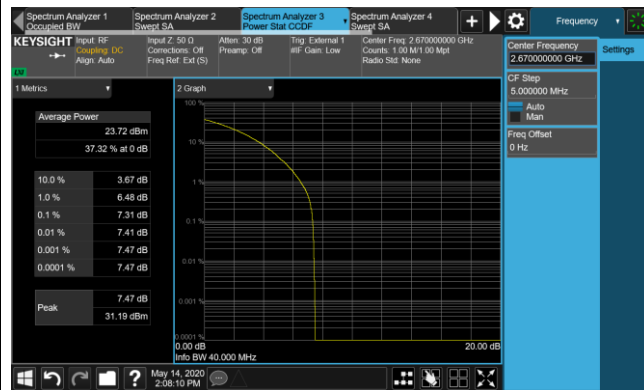 Spectrum Analyzer 1
Occupied BW
Spectrum Analyzer 2
Swept SA
Spectrum Analyzer 3
Power Stat CCDF
Spectrum Analyzer 4
Swept SA
Frequency
KEYSIGHT
Input: RF
Coupling: DC
Align: Auto
Input Z: 50 Ω
Corrections: Off
Freq Ref: Ext (S)
Atten: 30 dB
Preamp: Off
Trig: External 1
#IF Gain: Low
Center Freq: 2.670000000 GHz
Counts: 1.00 M/1.00 Mpt
Radio Std: None
LXI
Center Frequency
2.670000000 GHz
Settings
CF Step
5.000000 MHz
Auto
Man
Freq Offset
0 Hz
1 Metrics
Average Power
23.72 dBm
37.32 % at 0 dB
10.0 % 3.67 dB
1.0 % 6.48 dB
0.1 % 7.31 dB
0.01 % 7.41 dB
0.001 % 7.47 dB
0.0001 % 7.47 dB
Peak
7.47 dB
31.19 dBm
2 Graph
100 %
10 %
1 %
0.1 %
0.01 %
0.001 %
0.0001 %
0.00 dB
20.00 dB
Info BW 40.000 MHz
May 14, 2020
2:08:10 PM